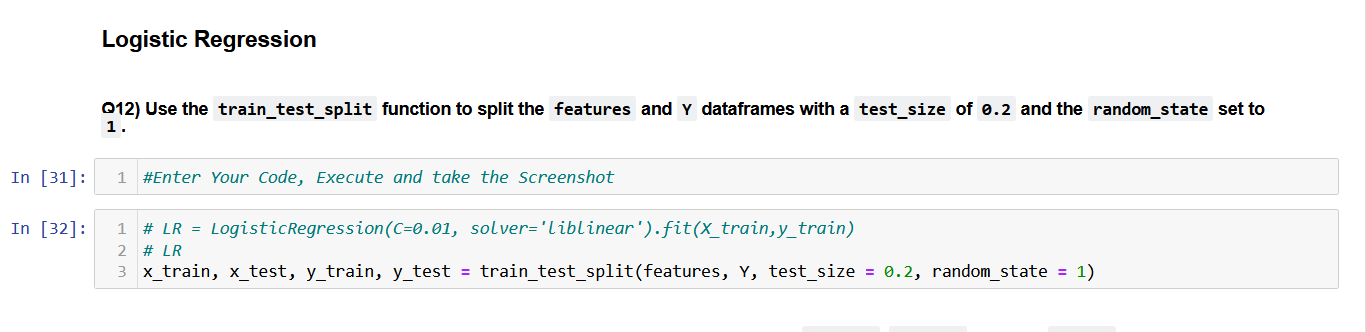 Logistic Regression
Q12) Use the train_test_split function to split the features and Y dataframes with a test_size of 0.2 and the random_state set to
1 .
In [31]: 1 #Enter Your Code, Execute and take the Screenshot
In [32]: 1 # LR = LogisticRegression(C=0.01, solver='liblinear').fit(X_train,y_train)
2 # LR
3 x_train, x_test, y_train, y_test = train_test_split(features, Y, test_size = 0.2, random_state = 1)